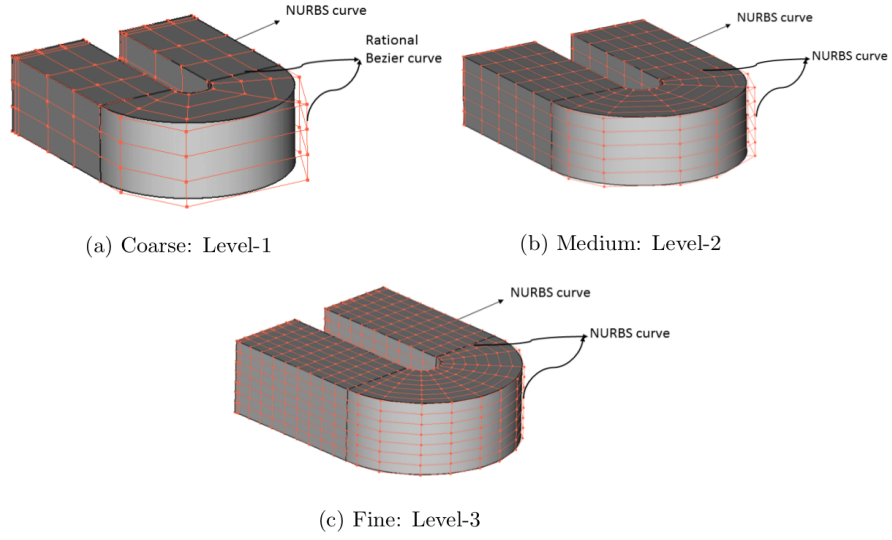 NURBS curve
Rational
Bezier curve
(a) Coarse: Level-1
NURBS curve
NURBS curve
(b) Medium: Level-2
NURBS curve
NURBS curve
(c) Fine: Level-3